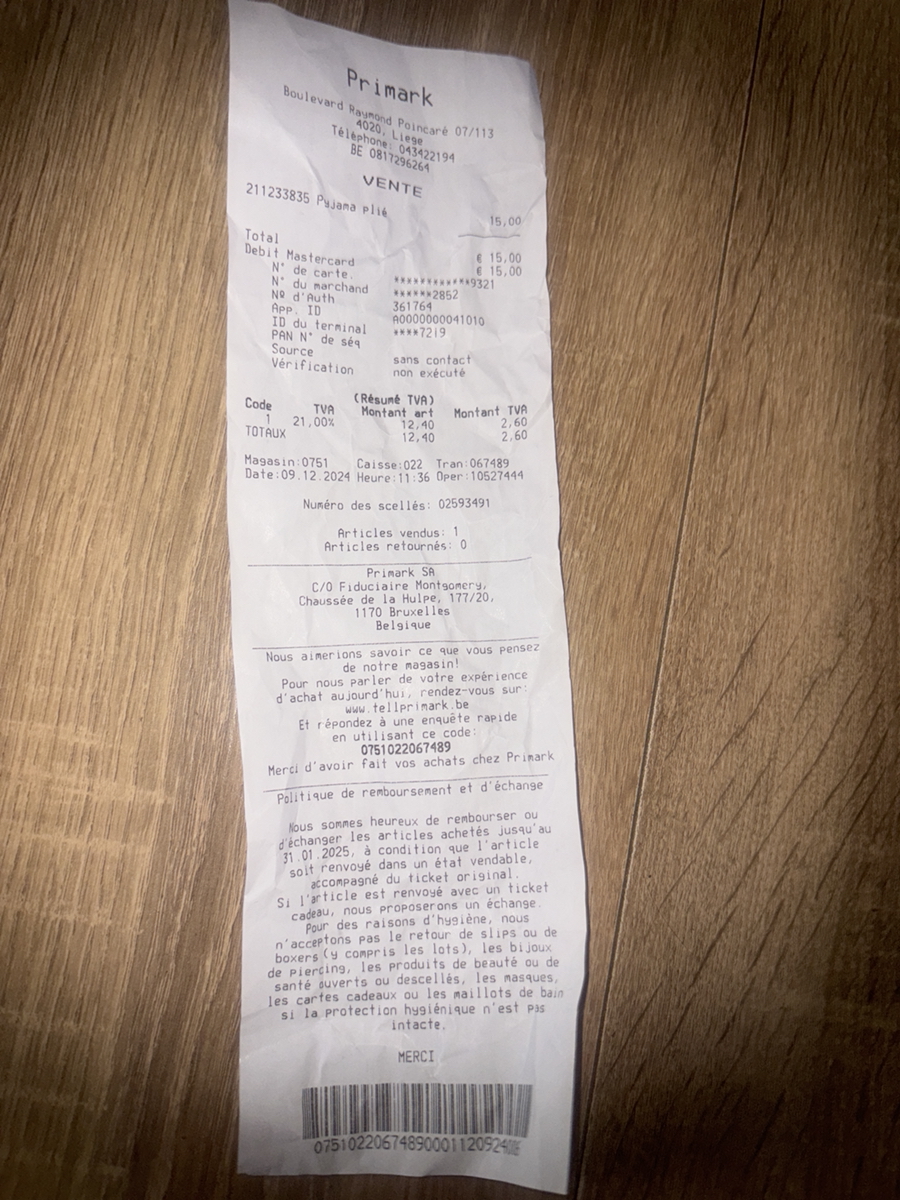 Primark
Boulevard Raymond Poincaré 07/113
4020, Liege
Téléphone: 043422194
BE 0817296264
VENTE
211233835 Pyjama plié 15,00
Total € 15,00
Debit Mastercard € 15,00
N° de carte. ************9321
N° du marchand ******2852
Nº d'Auth 361764
App. ID A0000000041010
ID du terminal ****7219
PAN N° de séq
Source sans contact
Vérification non exécuté
(Résumé TVA)
Code TVA Montant art Montant TVA
1 21,00% 12,40 2,60
TOTAUX 12,40 2,60
Magasin:0751 Caisse:022 Tran:067489
Date:09.12.2024 Heure:11:36 Oper:10527444
Numéro des scellés: 02593491
Articles vendus: 1
Articles retournés: 0
Primark SA
C/O Fiduciaire Montgomery,
Chaussée de la Hulpe, 177/20,
1170 Bruxelles
Belgique
Nous aimerions savoir ce que vous pensez
de notre magasin!
Pour nous parler de votre expérience
d'achat aujourd'hui, rendez-vous sur:
www.tellprimark.be
Et répondez à une enquête rapide
en utilisant ce code:
0751022067489
Merci d'avoir fait vos achats chez Primark
Politique de remboursement et d'échange
Nous sommes heureux de rembourser ou
d'échanger les articles achetés jusqu'au
31.01.2025, à condition que l'article
soit renvoyé dans un état vendable,
accompagné du ticket original.
Si l'article est renvoyé avec un ticket
cadeau, nous proposerons un échange.
Pour des raisons d'hygiène, nous
n'acceptons pas le retour de slips ou de
boxers (y compris les lots), les bijoux
de piercing, les produits de beauté ou de
santé ouverts ou descellés, les masques,
les cartes cadeaux ou les maillots de bain
si la protection hygiénique n'est pas
intacte.
MERCI